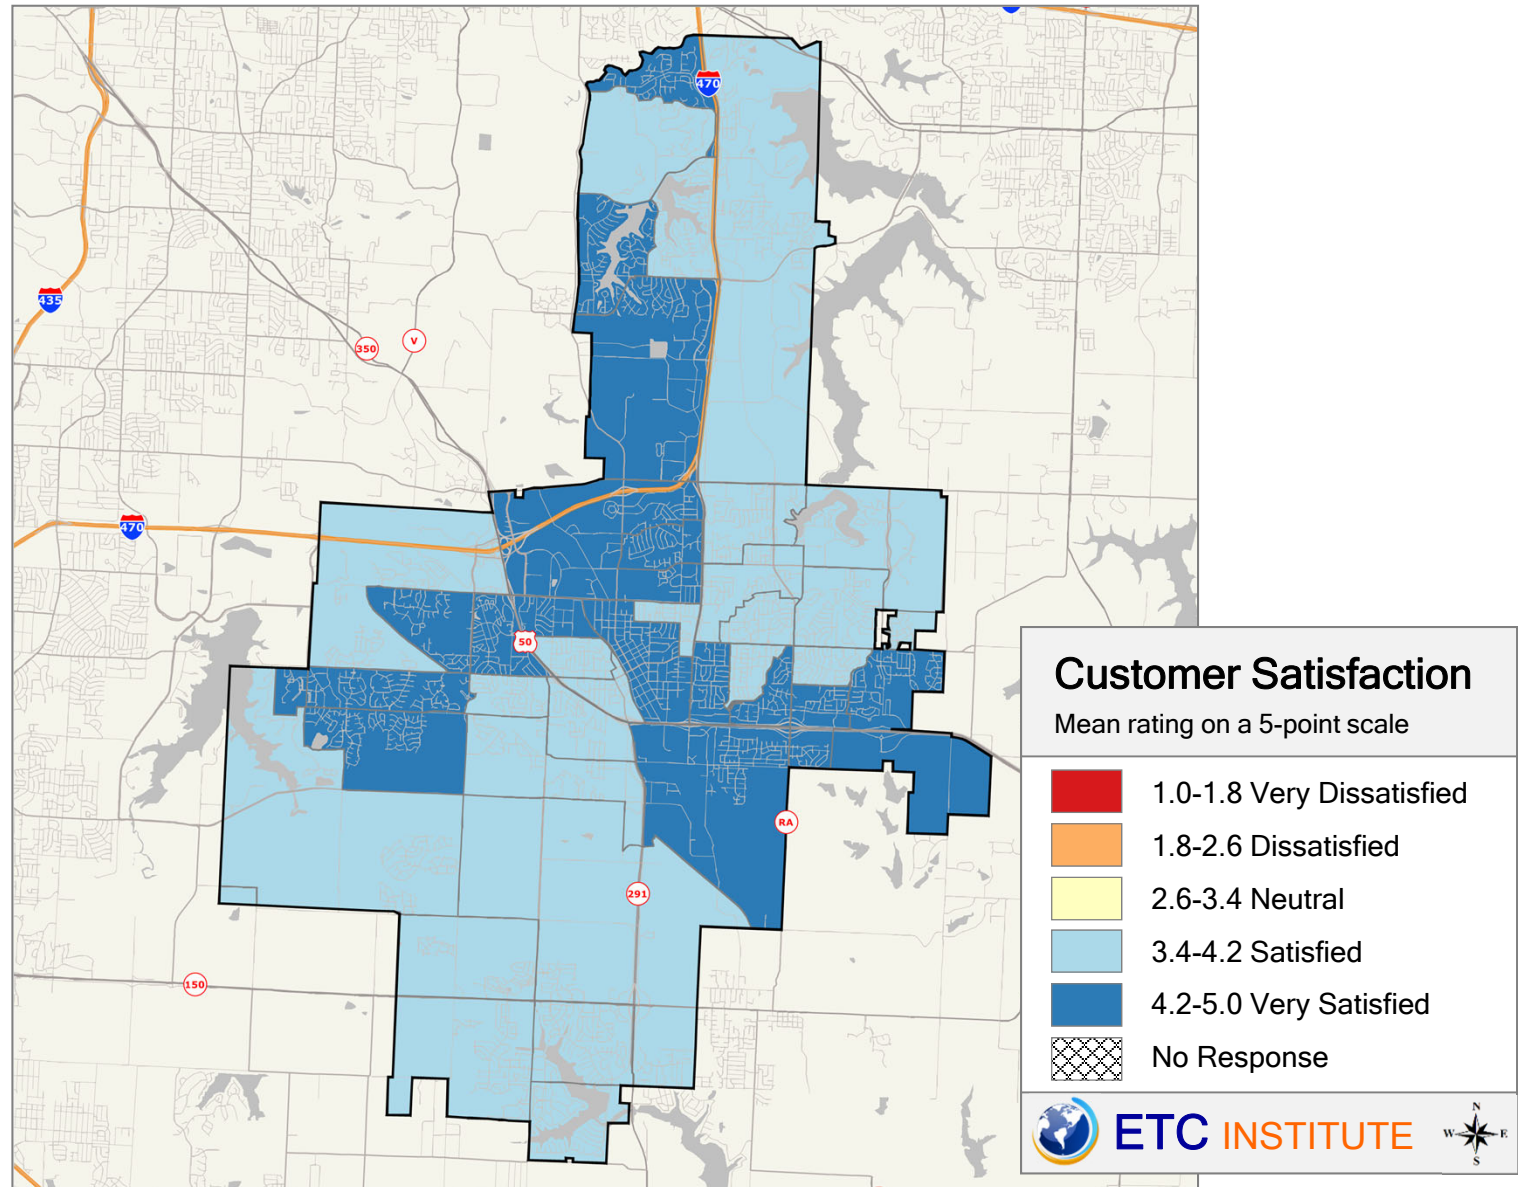 470
435
350
V
470
50
RA
291
150
Customer Satisfaction
Mean rating on a 5-point scale
1.0-1.8 Very Dissatisfied
1.8-2.6 Dissatisfied
2.6-3.4 Neutral
3.4-4.2 Satisfied
4.2-5.0 Very Satisfied
No Response
ETC INSTITUTE
N
W E
S